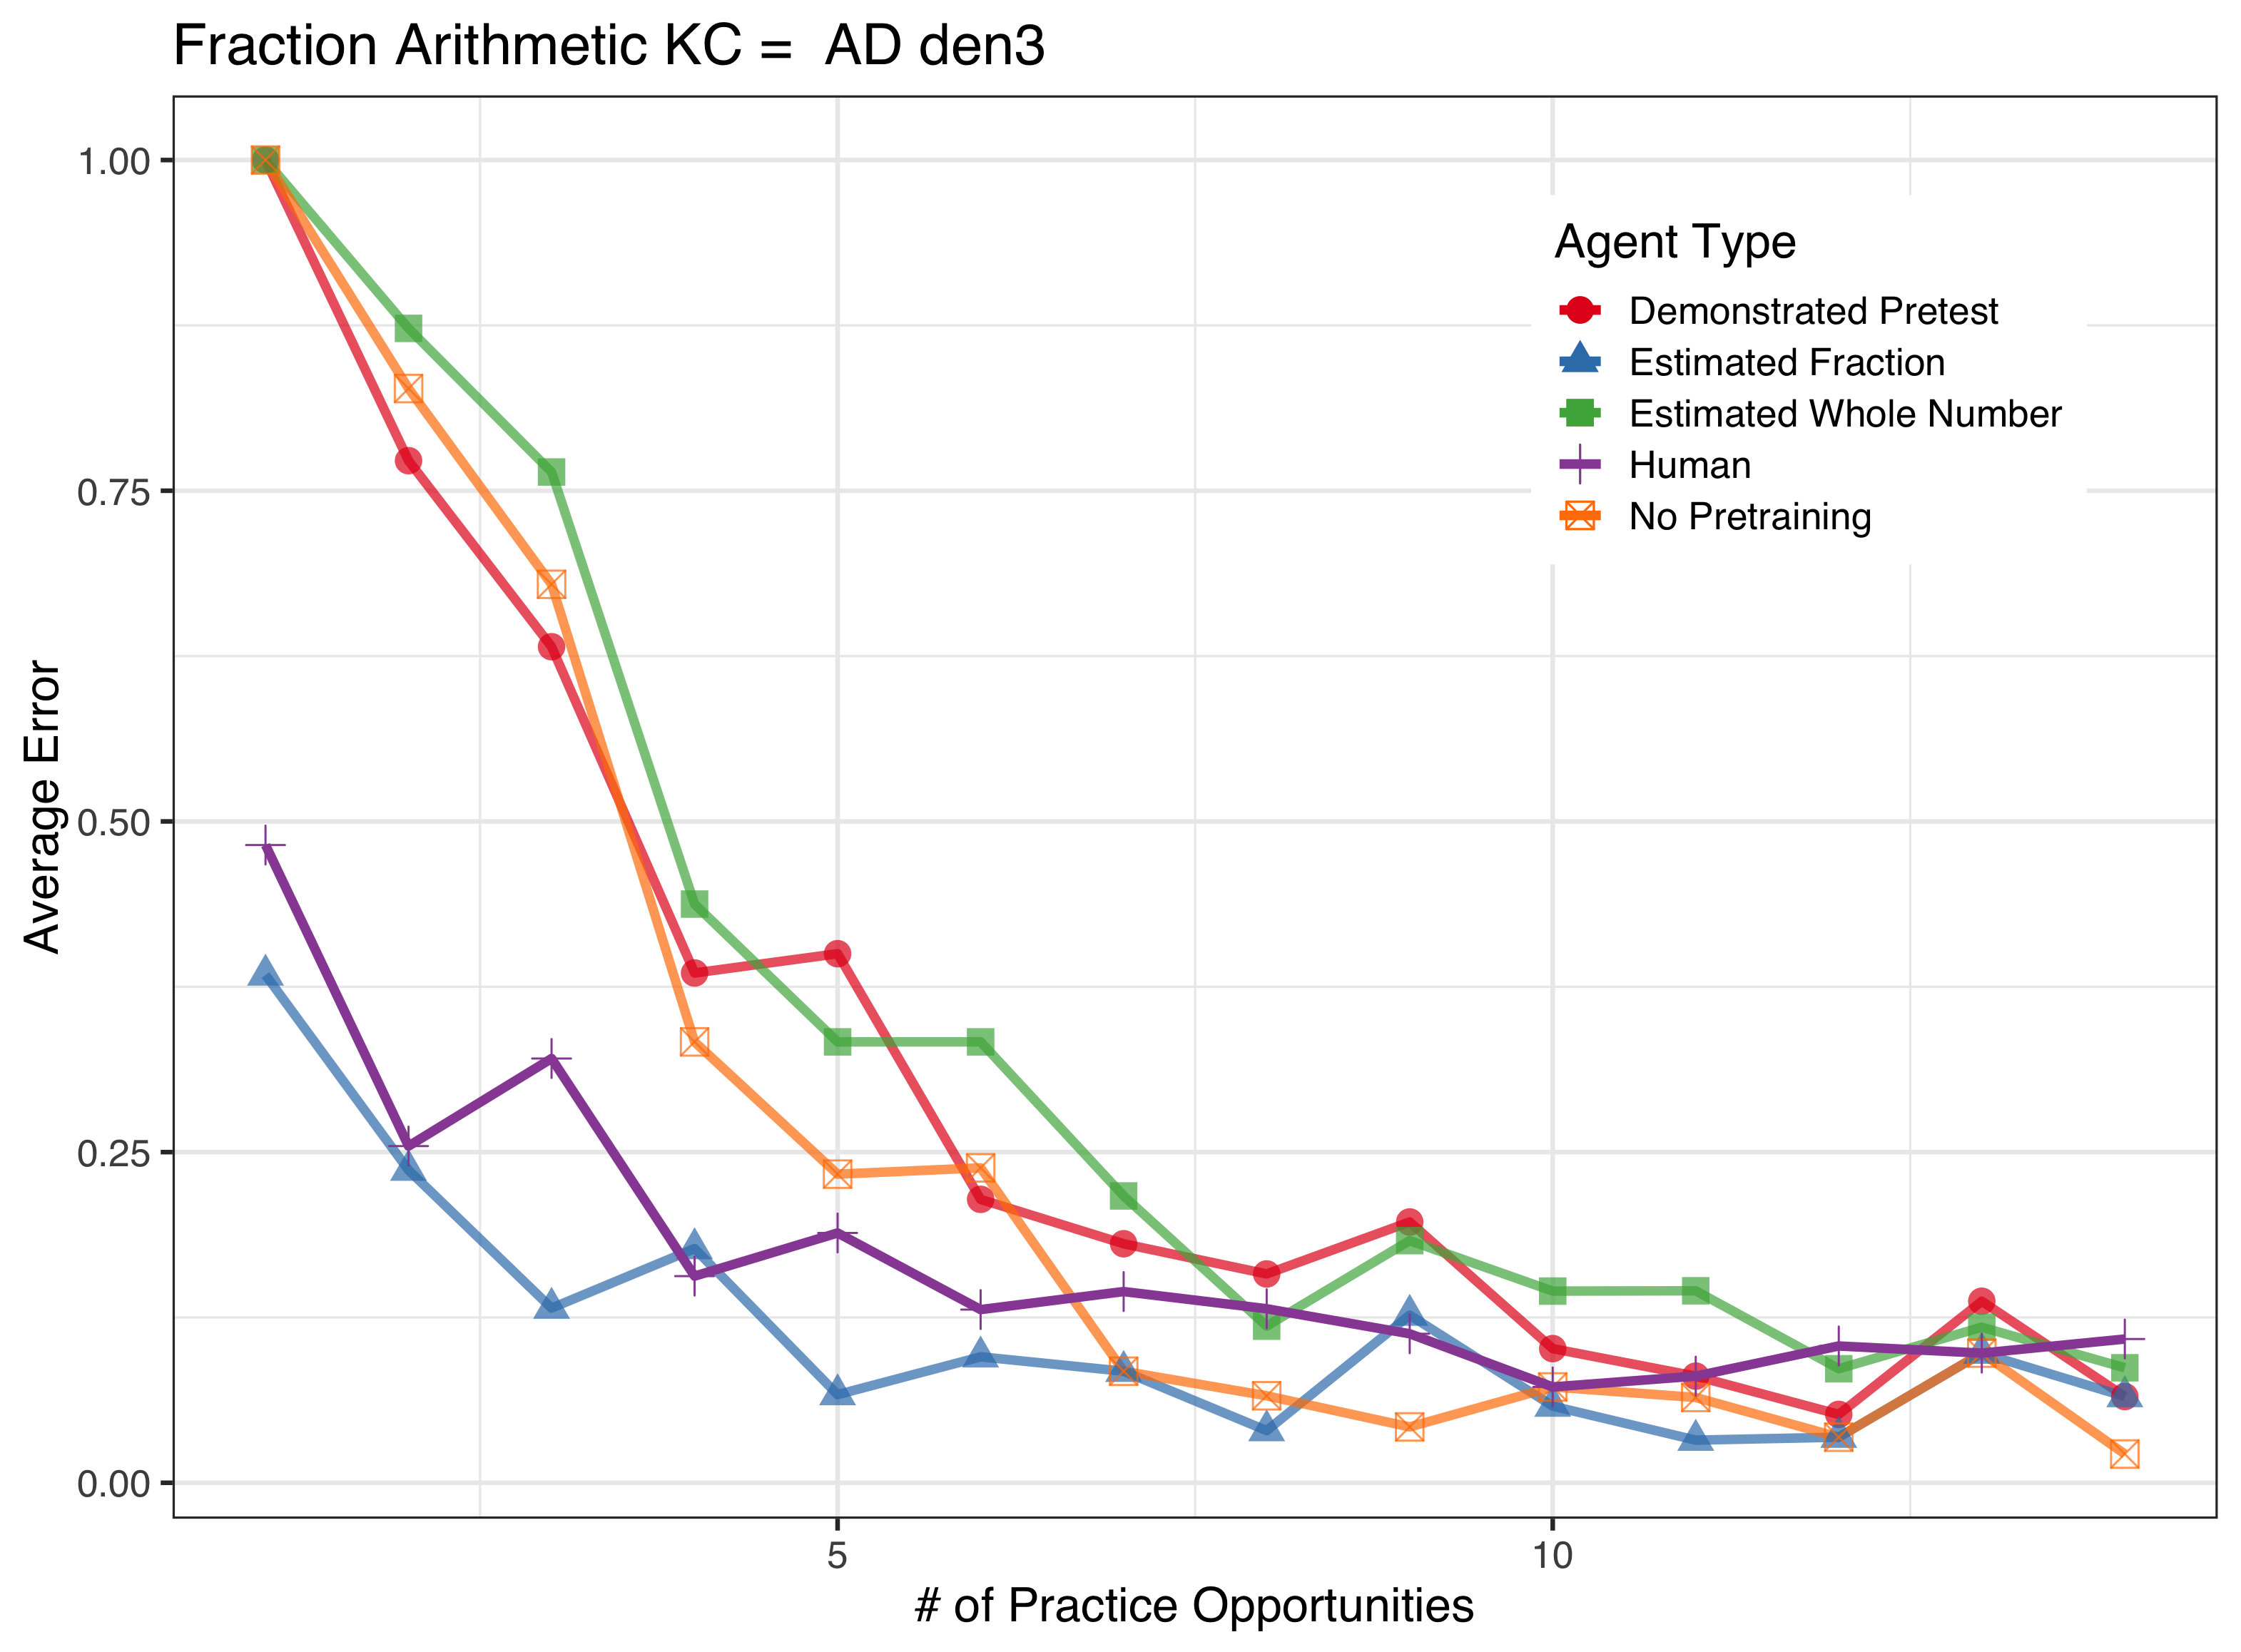 Fraction Arithmetic KC =  AD den3
1.00
0.75
0.50
0.25
0.00
Average Error
Agent Type
Demonstrated Pretest
Estimated Fraction
Estimated Whole Number
Human
No Pretraining
5
10
# of Practice Opportunities